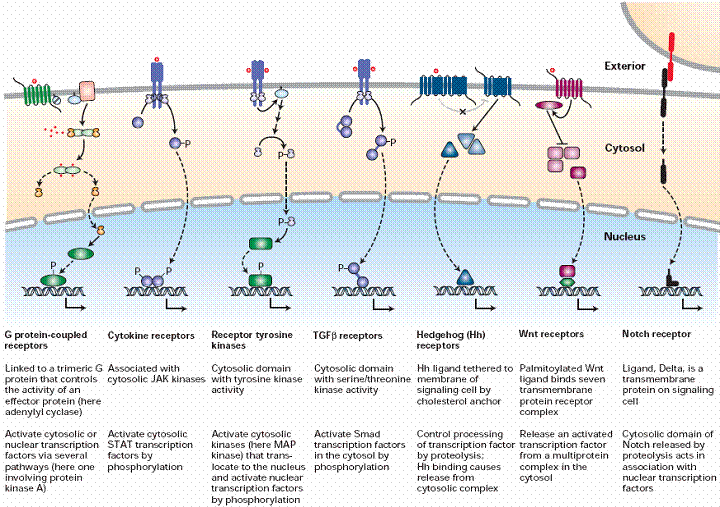 Exterior
Cytosol
P
P
P
Nucleus
P
P
P
P
P
P
G protein-coupled
receptors
Linked to a trimeric G
protein that controls
the activity of an
effector protein (here
adenylyl cyclase)
Activate cytosolic or
nuclear transcription
factors via several
pathways (here one
involving protein
kinase A)
Cytokine receptors
Associated with
cytosolic JAK kinases
Activate cytosolic
STAT transcription
factors by
phosphorylation
Receptor tyrosine
kinases
Cytosolic domain
with tyrosine kinase
activity
Activate cytosolic
kinases (here MAP
kinase) that trans-
locate to the nucleus
and activate nuclear
transcription factors
by phosphorylation
TGFβ receptors
Cytosolic domain with
serine/threonine
kinase activity
Activate Smad
transcription factors
in the cytosol by
phosphorylation
Hedgehog (Hh)
receptors
Hh ligand tethered to
membrane of
signaling cell by
cholesterol anchor
Control processing
of transcription factor
by proteolysis;
Hh binding causes
release from
cytosolic complex
Wnt receptors
Palmitoylated Wnt
ligand binds seven
transmembrane
protein receptor
complex
Release an activated
transcription factor
from a multiprotein
complex in the
cytosol
Notch receptor
Ligand, Delta, is a
transmembrane
protein on signaling
cell
Cytosolic domain of
Notch released by
proteolysis acts in
association with
nuclear transcription
factors